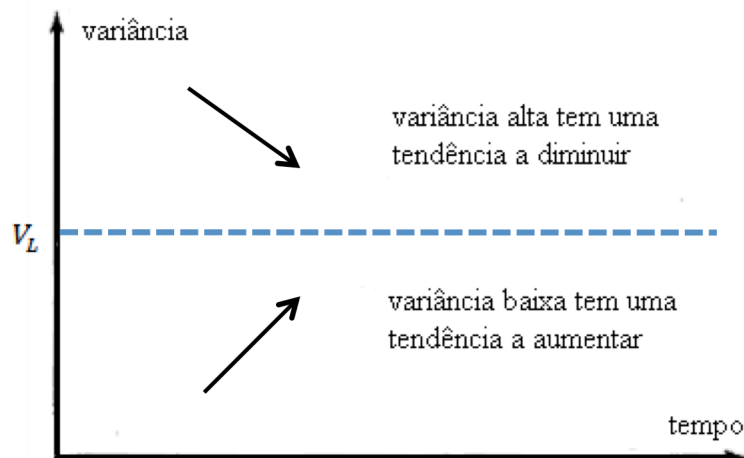 variância
variância alta tem uma
tendência a diminuir
V_L
variância baixa tem uma
tendência a aumentar
tempo